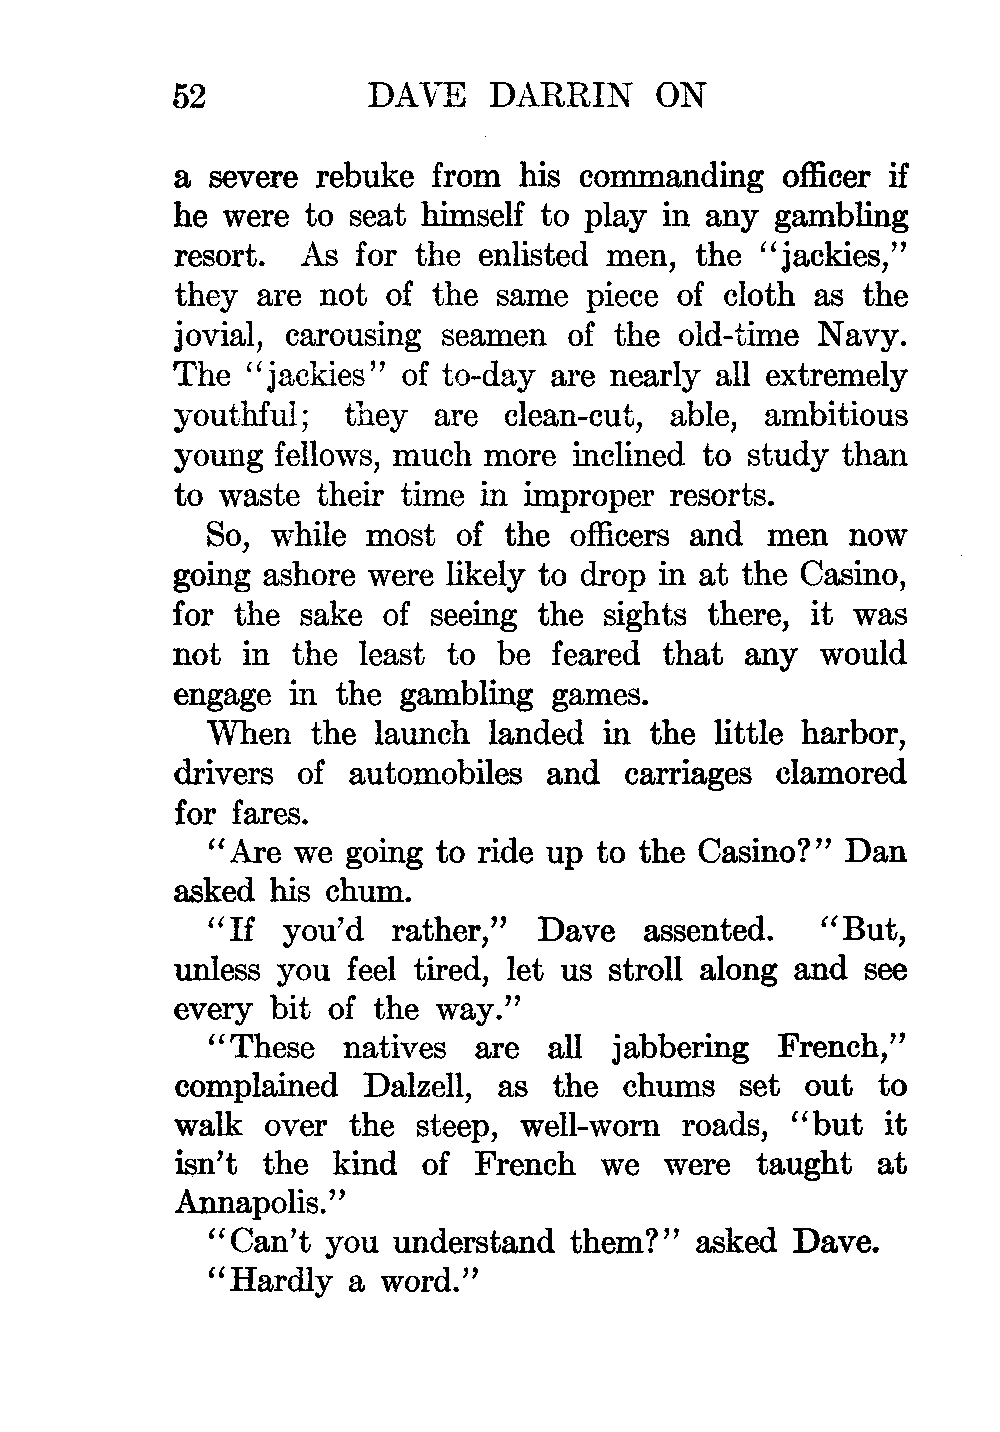 52 DAVE DARRIN ON
a severe rebuke from his commanding officer if
he were to seat himself to play in any gambling
resort. As for the enlisted men, the "jackies,"
they are not of the same piece of cloth as the
jovial, carousing seamen of the old-time Navy.
The "jackies" of to-day are nearly all extremely
youthful; they are clean-cut, able, ambitious
young fellows, much more inclined to study than
to waste their time in improper resorts.
So, while most of the officers and men now
going ashore were likely to drop in at the Casino,
for the sake of seeing the sights there, it was
not in the least to be feared that any would
engage in the gambling games.
When the launch landed in the little harbor,
drivers of automobiles and carriages clamored
for fares.
"Are we going to ride up to the Casino?" Dan
asked his chum.
"If you'd rather," Dave assented. "But,
unless you feel tired, let us stroll along and see
every bit of the way."
"These natives are all jabbering French,"
complained Dalzell, as the chums set out to
walk over the steep, well-worn roads, "but it
isn't the kind of French we were taught at
Annapolis."
"Can't you understand them?" asked Dave.
"Hardly a word."